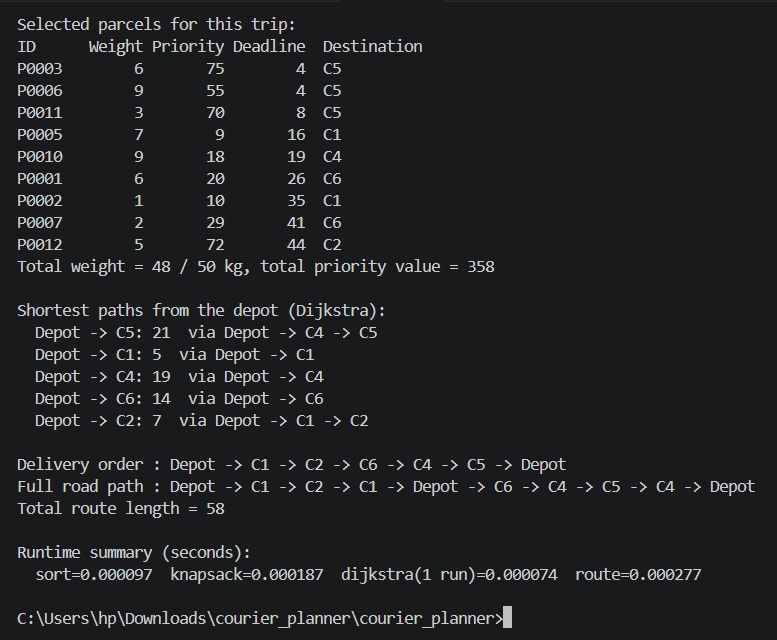 Selected parcels for this trip:
ID      Weight Priority Deadline  Destination
P0003        6       75        4  C5
P0006        9       55        4  C5
P0011        3       70        8  C5
P0005        7        9       16  C1
P0010        9       18       19  C4
P0001        6       20       26  C6
P0002        1       10       35  C1
P0007        2       29       41  C6
P0012        5       72       44  C2
Total weight = 48 / 50 kg, total priority value = 358

Shortest paths from the depot (Dijkstra):
  Depot -> C5: 21  via Depot -> C4 -> C5
  Depot -> C1: 5  via Depot -> C1
  Depot -> C4: 19  via Depot -> C4
  Depot -> C6: 14  via Depot -> C6
  Depot -> C2: 7  via Depot -> C1 -> C2

Delivery order : Depot -> C1 -> C2 -> C6 -> C4 -> C5 -> Depot
Full road path : Depot -> C1 -> C2 -> C1 -> Depot -> C6 -> C4 -> C5 -> C4 -> Depot
Total route length = 58

Runtime summary (seconds):
  sort=0.000097  knapsack=0.000187  dijkstra(1 run)=0.000074  route=0.000277

C:\Users\hp\Downloads\courier_planner\courier_planner>